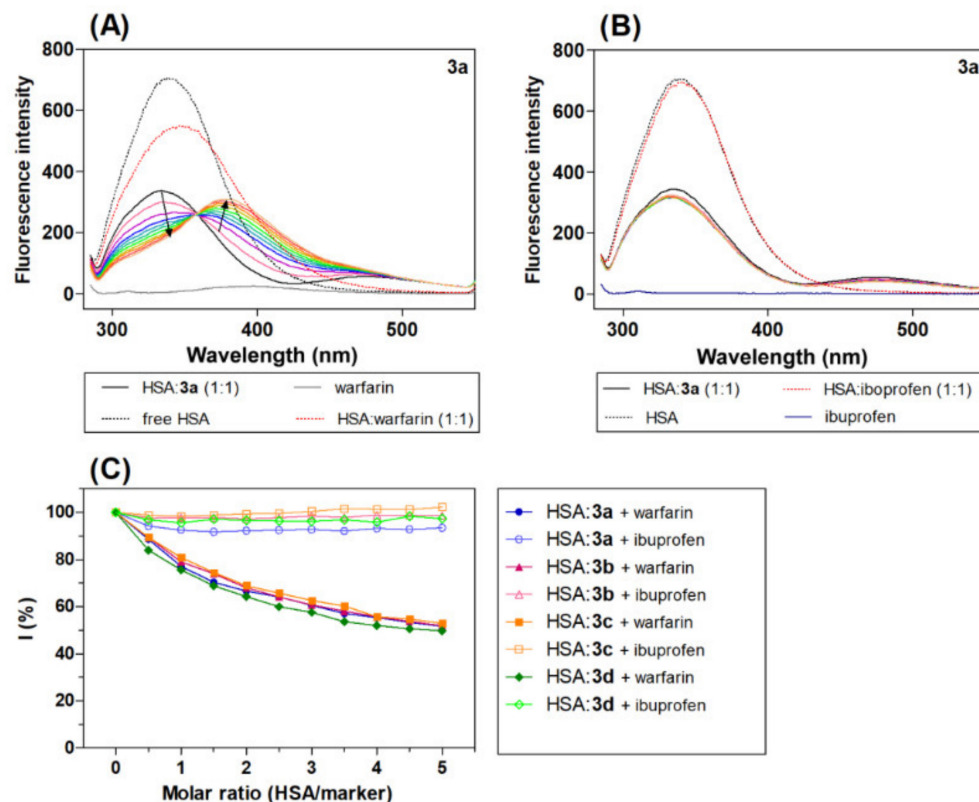 (A)
800
600
400
200
0
Fluorescence intensity
3a
300 400 500
Wavelength (nm)
HSA:3a (1:1) warfarin
free HSA HSA:warfarin (1:1)
(B)
800
600
400
200
0
Fluorescence intensity
3a
300 400 500
Wavelength (nm)
HSA:3a (1:1) HSA:iboprofen (1:1)
HSA ibuprofen
(C)
100
80
60
40
20
0
I (%)
0 1 2 3 4 5
Molar ratio (HSA/marker)
HSA:3a + warfarin
HSA:3a + ibuprofen
HSA:3b + warfarin
HSA:3b + ibuprofen
HSA:3c + warfarin
HSA:3c + ibuprofen
HSA:3d + warfarin
HSA:3d + ibuprofen